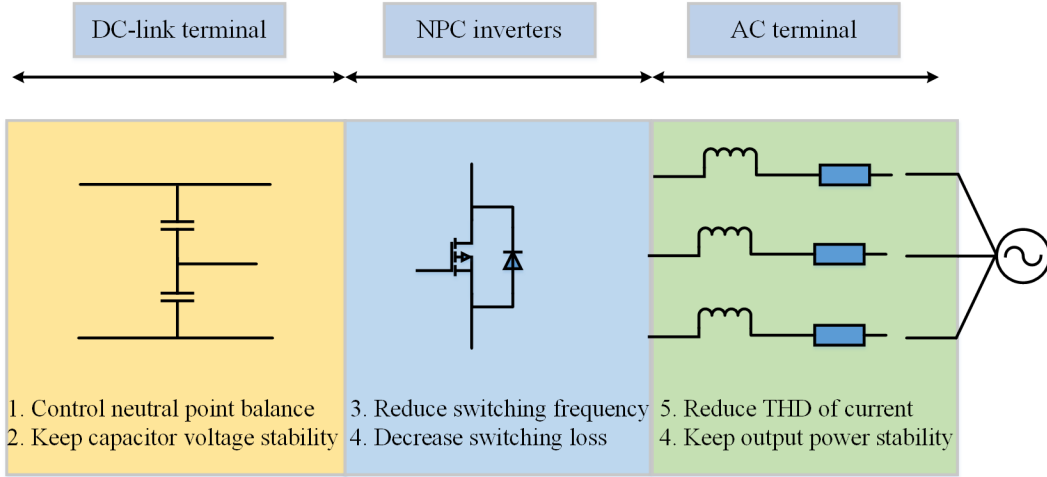 DC-link terminal
NPC inverters
AC terminal
1. Control neutral point balance
2. Keep capacitor voltage stability
3. Reduce switching frequency
4. Decrease switching loss
5. Reduce THD of current
4. Keep output power stability